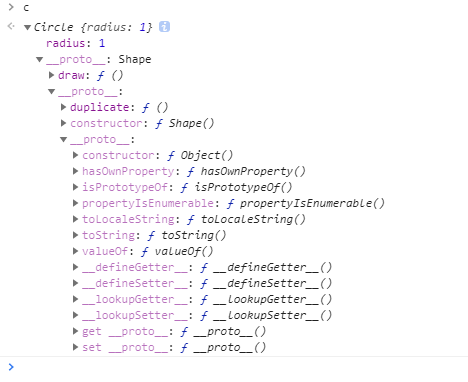 > c
Circle {radius: 1} i
radius: 1
__proto__: Shape
draw: ƒ ()
__proto__:
duplicate: ƒ ()
constructor: ƒ Shape()
__proto__:
constructor: ƒ Object()
hasOwnProperty: ƒ hasOwnProperty()
isPrototypeOf: ƒ isPrototypeOf()
propertyIsEnumerable: ƒ propertyIsEnumerable()
toLocaleString: ƒ toLocaleString()
toString: ƒ toString()
valueOf: ƒ valueOf()
__defineGetter__: ƒ __defineGetter__()
__defineSetter__: ƒ __defineSetter__()
__lookupGetter__: ƒ __lookupGetter__()
__lookupSetter__: ƒ __lookupSetter__()
get __proto__: ƒ __proto__()
set __proto__: ƒ __proto__()
>